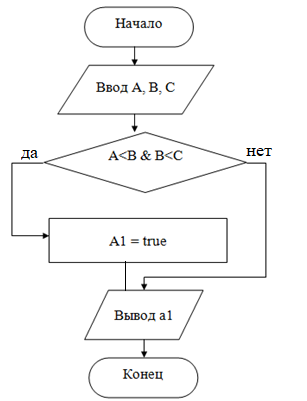 Начало
Ввод A, B, C
да
A<B & B<C
нет
A1 = true
Вывод a1
Конец